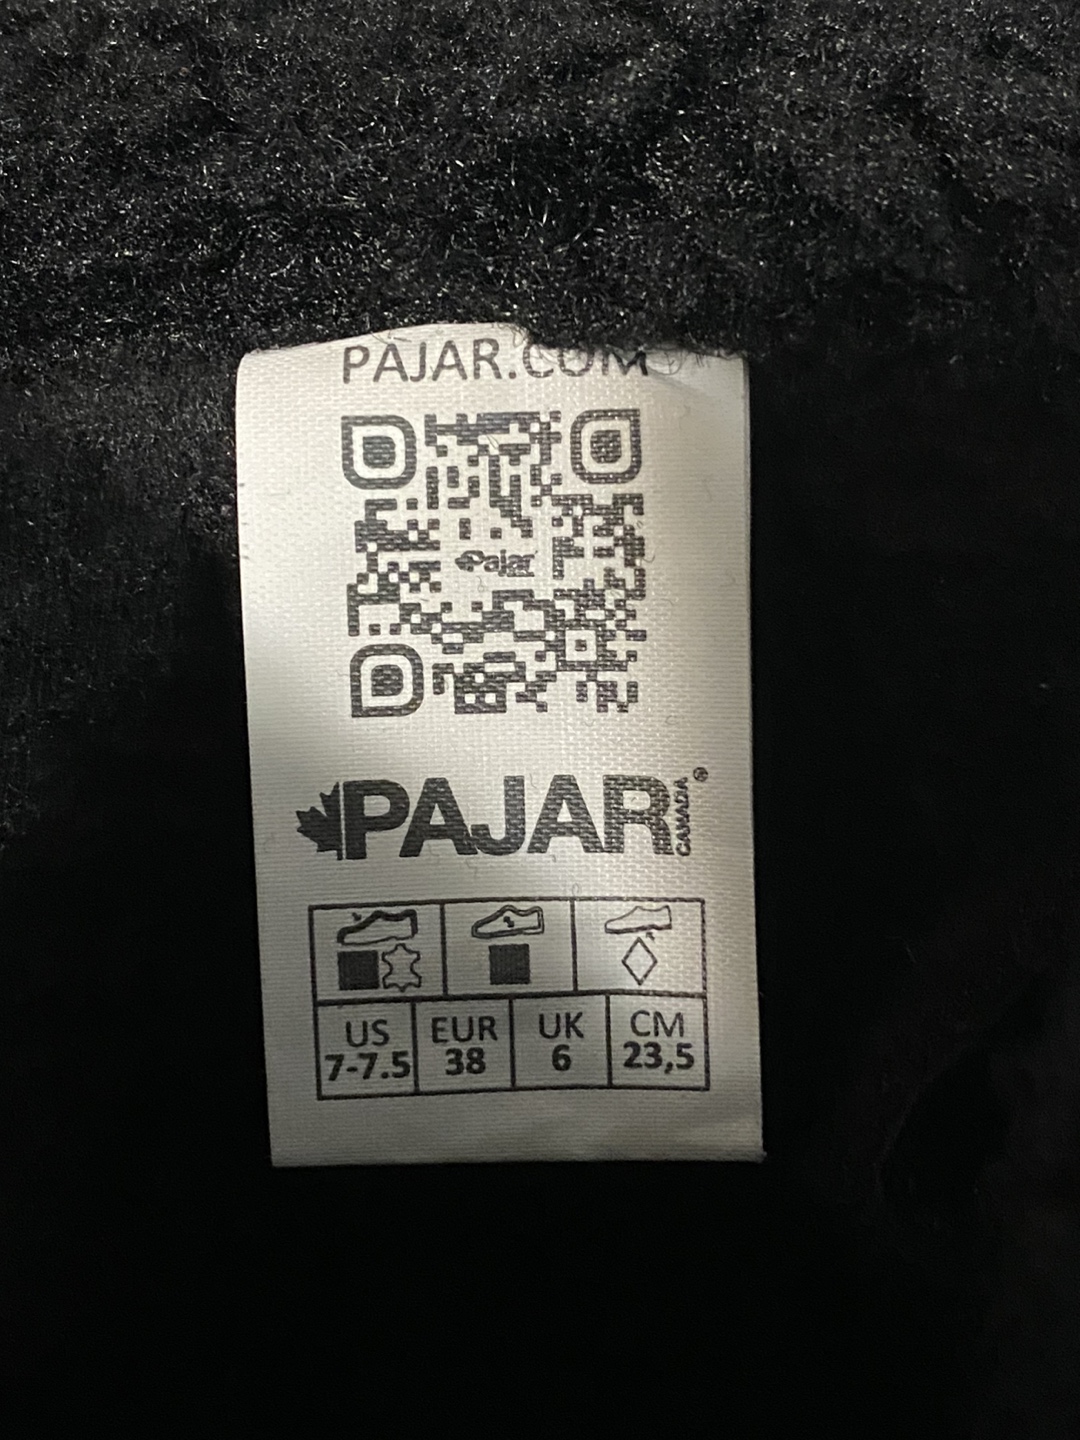 PAJAR.COM
Pajar
PAJAR®
CANADA
US EUR UK CM
7-7.5 38 6 23,5